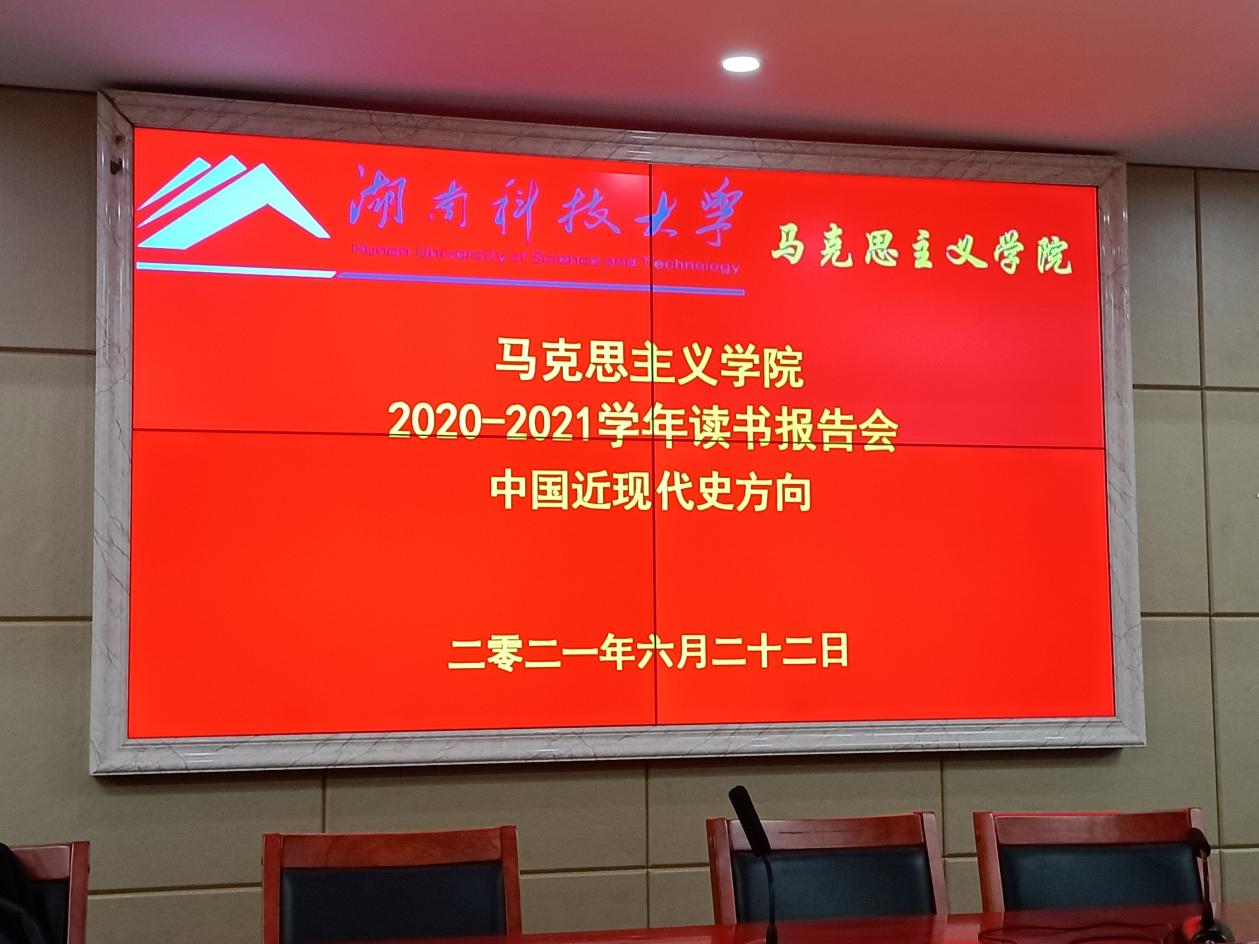 湖南科技大學
Hunan University of Science and Technology
马克思主义学院
马克思主义学院
2020-2021学年读书报告会
中国近现代史方向
二零二一年六月二十二日